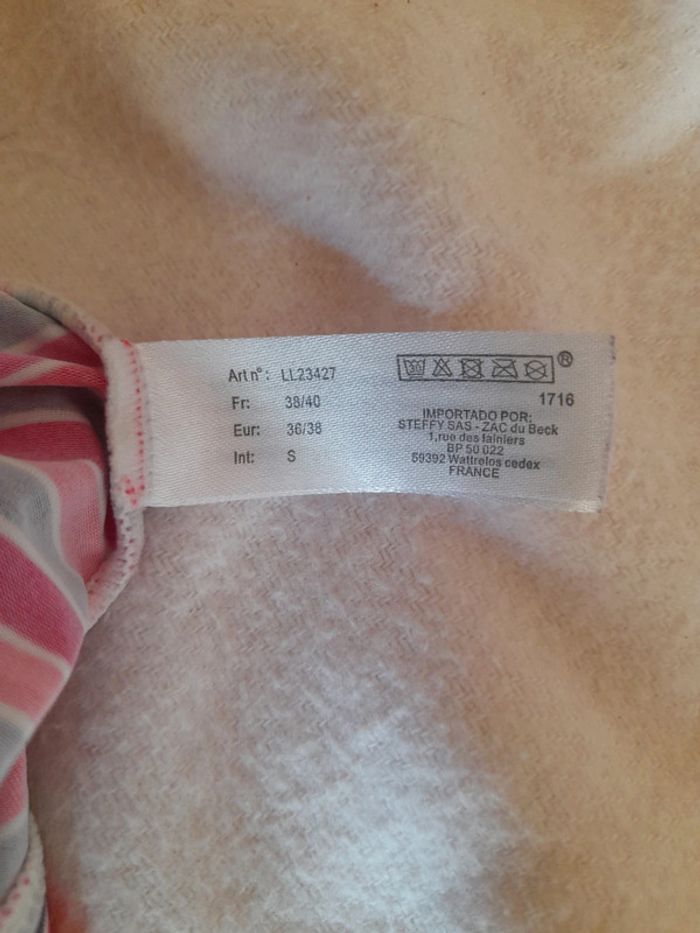 Art n°: LL23427
Fr: 38/40
Eur: 36/38
Int: S
30
®
1716
IMPORTADO POR:
STEFFY SAS - ZAC du Beck
1,rue des lainiers
BP 50 022
59392 Wattrelos cedex
FRANCE